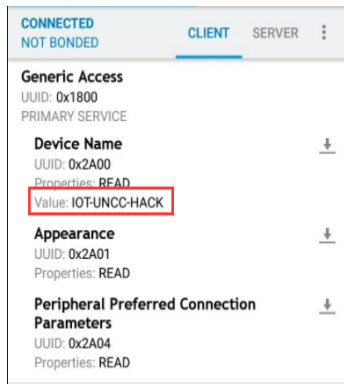 CONNECTED
NOT BONDED
CLIENT
SERVER
Generic Access
UUID: 0x1800
PRIMARY SERVICE
Device Name
UUID: 0x2A00
Properties: READ
Value: IOT-UNCC-HACK
Appearance
UUID: 0x2A01
Properties: READ
Peripheral Preferred Connection
Parameters
UUID: 0x2A04
Properties: READ